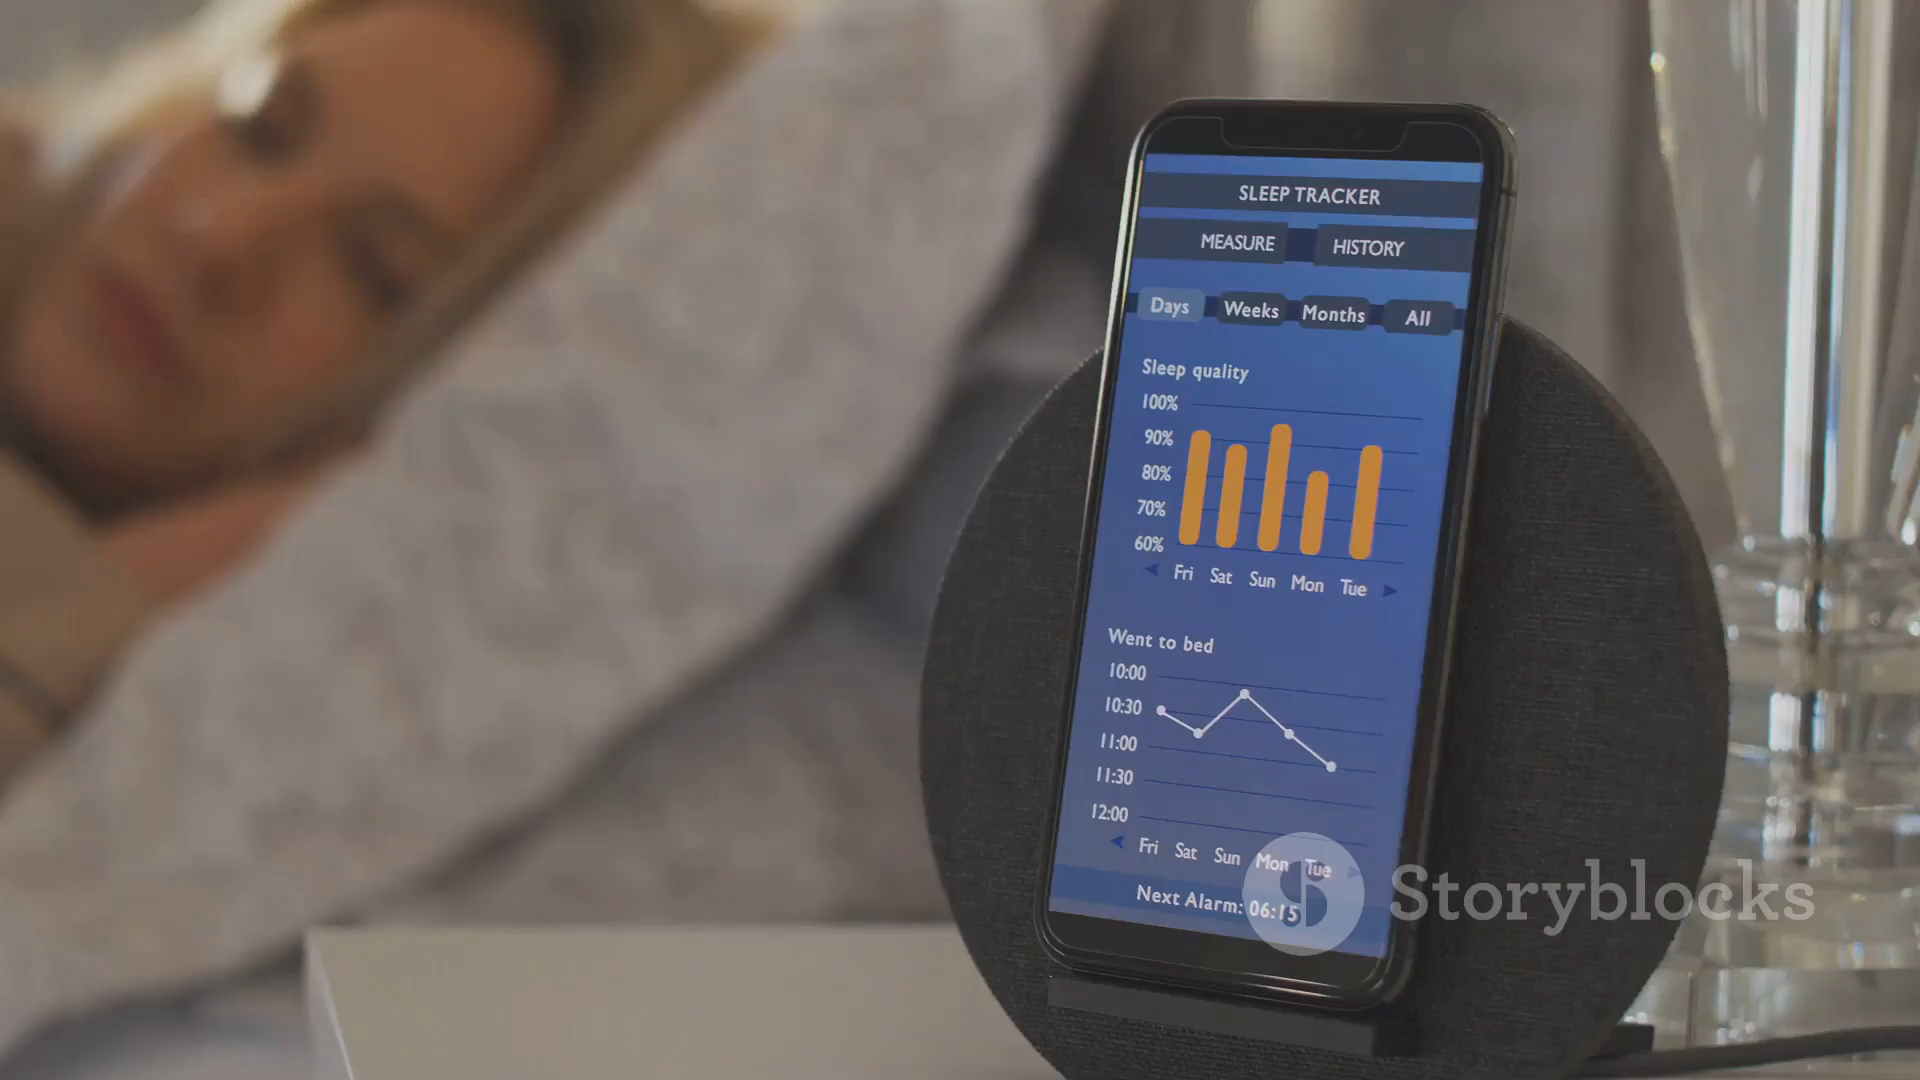 SLEEP TRACKER
MEASURE HISTORY
Days Weeks Months All
Sleep quality
100%
90%
80%
70%
60%
Fri Sat Sun Mon Tue
Went to bed
10:00
10:30
11:00
11:30
12:00
Fri Sat Sun Mon Tue
Next Alarm: 06:15
Storyblocks